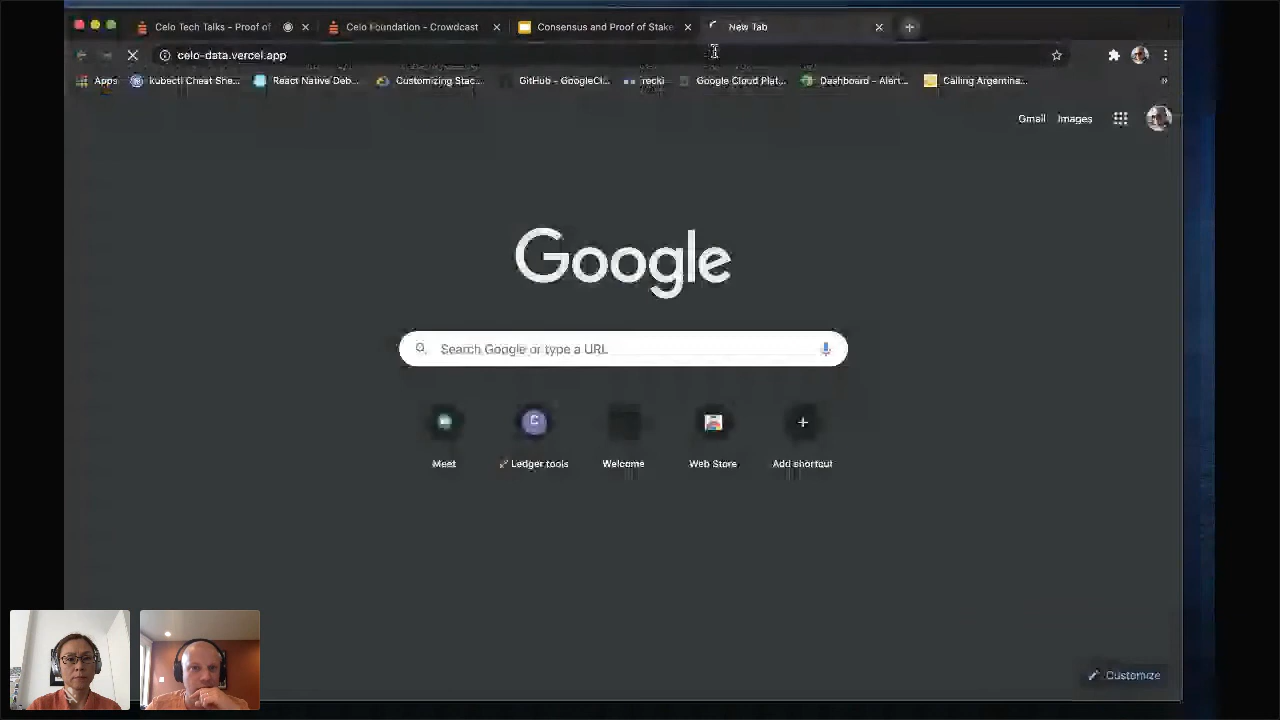 Celo Tech Talks - Proof of
Celo Foundation - Crowdcast
Consensus and Proof of Stake
New Tab
celo-data.vercel.app
Apps
kubectl Cheat She...
React Native Deb...
Customizing Stac...
GitHub - GoogleCl...
recki
Google Cloud Plat...
Dashboard – Alert...
Calling Argentina...
Gmail
Images
Google
Search Google or type a URL
C
Meet
Ledger tools
Welcome
Web Store
Add shortcut
Customize